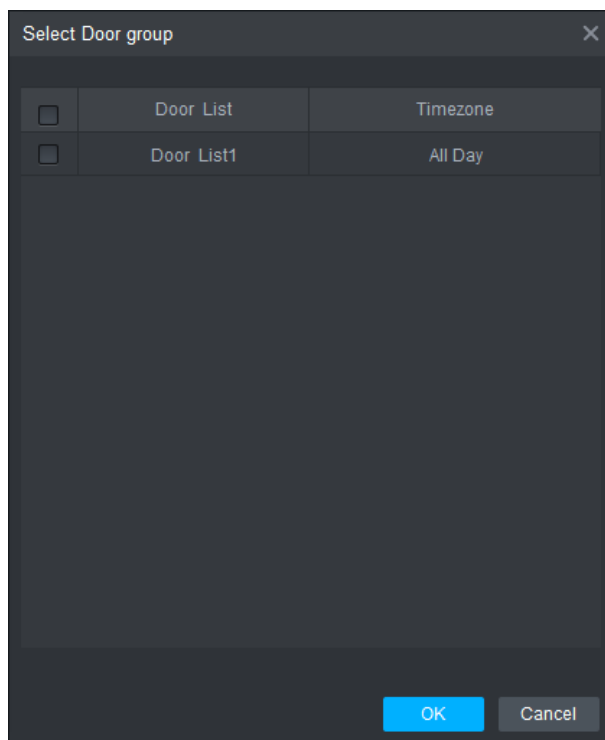 Select Door group
Door List Timezone
Door List1 All Day
OK Cancel